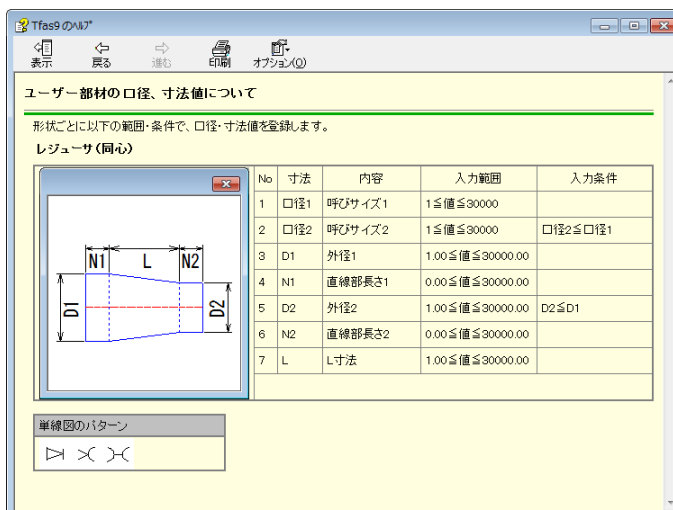 Tfas9 のヘルプ*
表示 戻る 進む 印刷 オプション(O)
ユーザー部材の口径、寸法値について
形状ごとに以下の範囲・条件で、口径・寸法値を登録します。
レジューサ(同心)
N1 L N2
D1 D2
No 寸法 内容 入力範囲 入力条件
1 口径1 呼びサイズ1 1≦値≦30000
2 口径2 呼びサイズ2 1≦値≦30000 口径2≦口径1
3 D1 外径1 1.00≦値≦30000.00
4 N1 直線部長さ1 0.00≦値≦30000.00
5 D2 外径2 1.00≦値≦30000.00 D2≦D1
6 N2 直線部長さ2 0.00≦値≦30000.00
7 L L寸法 1.00≦値≦30000.00
単線図のパターン